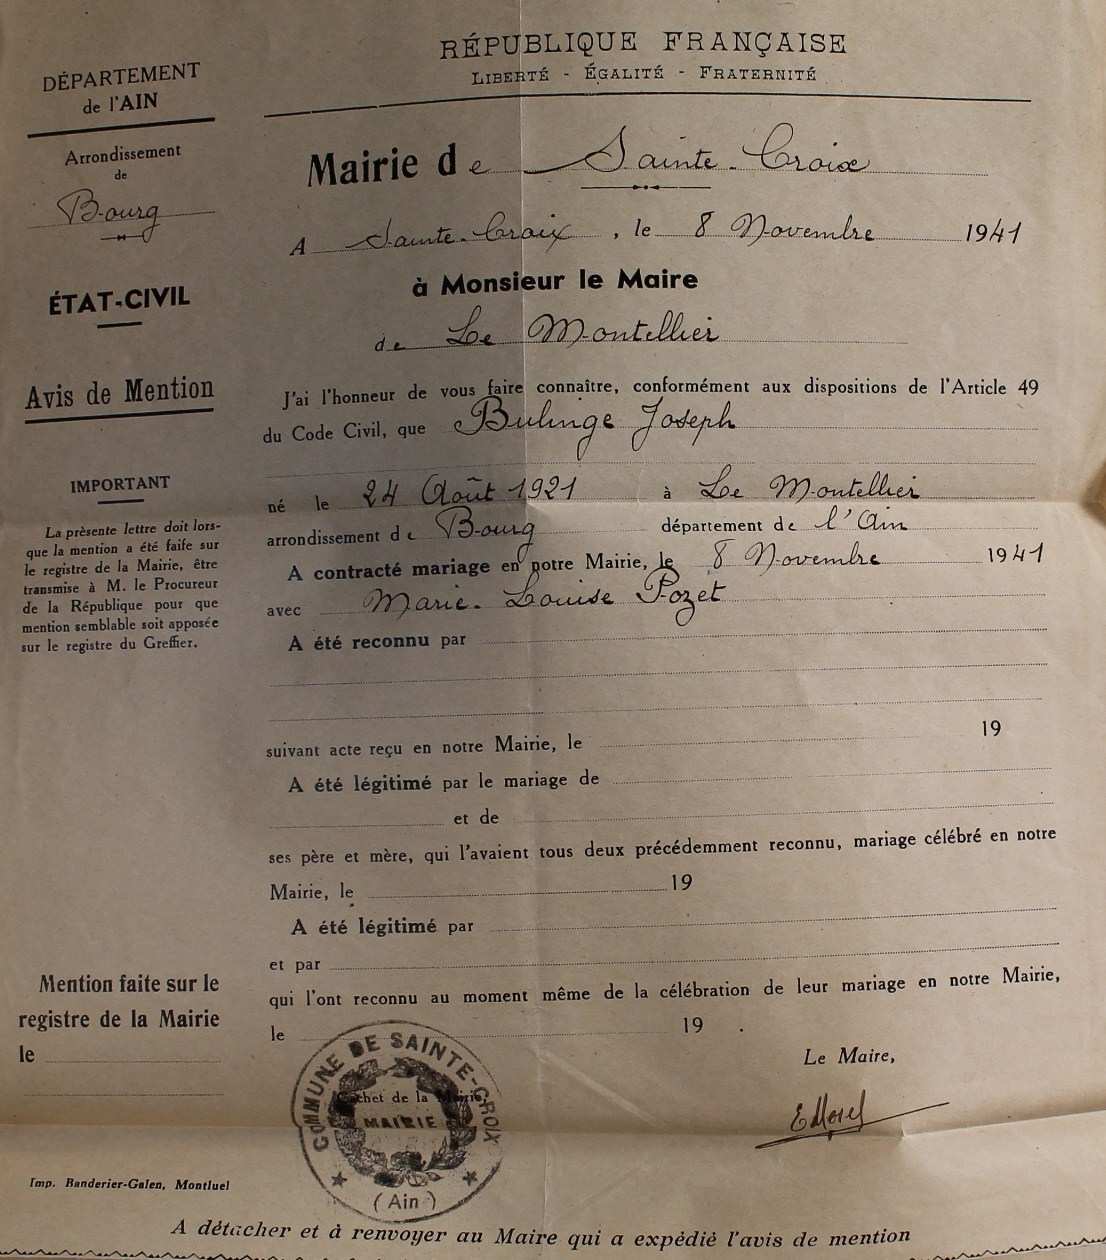 RÉPUBLIQUE FRANÇAISE
LIBERTÉ - ÉGALITÉ - FRATERNITÉ
DÉPARTEMENT
de l'AIN
Arrondissement
de
Bourg
ÉTAT-CIVIL
Avis de Mention
IMPORTANT
La présente lettre doit lors-
que la mention a été faife sur
le registre de la Mairie, être
transmise à M. le Procureur
de la République pour que
mention semblable soit apposée
sur le registre du Greffier.
Mention faite sur le
registre de la Mairie
le
Mairie de Sainte-Croix
A Sainte-Croix, le 8 Novembre 1941
à Monsieur le Maire
de Le Montellier
J'ai l'honneur de vous faire connaître, conformément aux dispositions de l'Article 49
du Code Civil, que Bulinge Joseph
né le 24 Août 1921 à Le Montellier
arrondissement de Bourg département de l'Ain
A contracté mariage en notre Mairie, le 8 Novembre 1941
avec Marie-Louise Pozet
A été reconnu par
suivant acte reçu en notre Mairie, le 19
A été légitimé par le mariage de
et de
ses père et mère, qui l'avaient tous deux précédemment reconnu, mariage célébré en notre
Mairie, le 19
A été légitimé par
et par
qui l'ont reconnu au moment même de la célébration de leur mariage en notre Mairie,
le 19 .
Le Maire,
EMorel
COMMUNE DE SAINTE-CROIX
Cachet de la Mairie
MAIRIE
(Ain)
Imp. Banderier-Galen, Montluel
A détacher et à renvoyer au Maire qui a expédié l'avis de mention